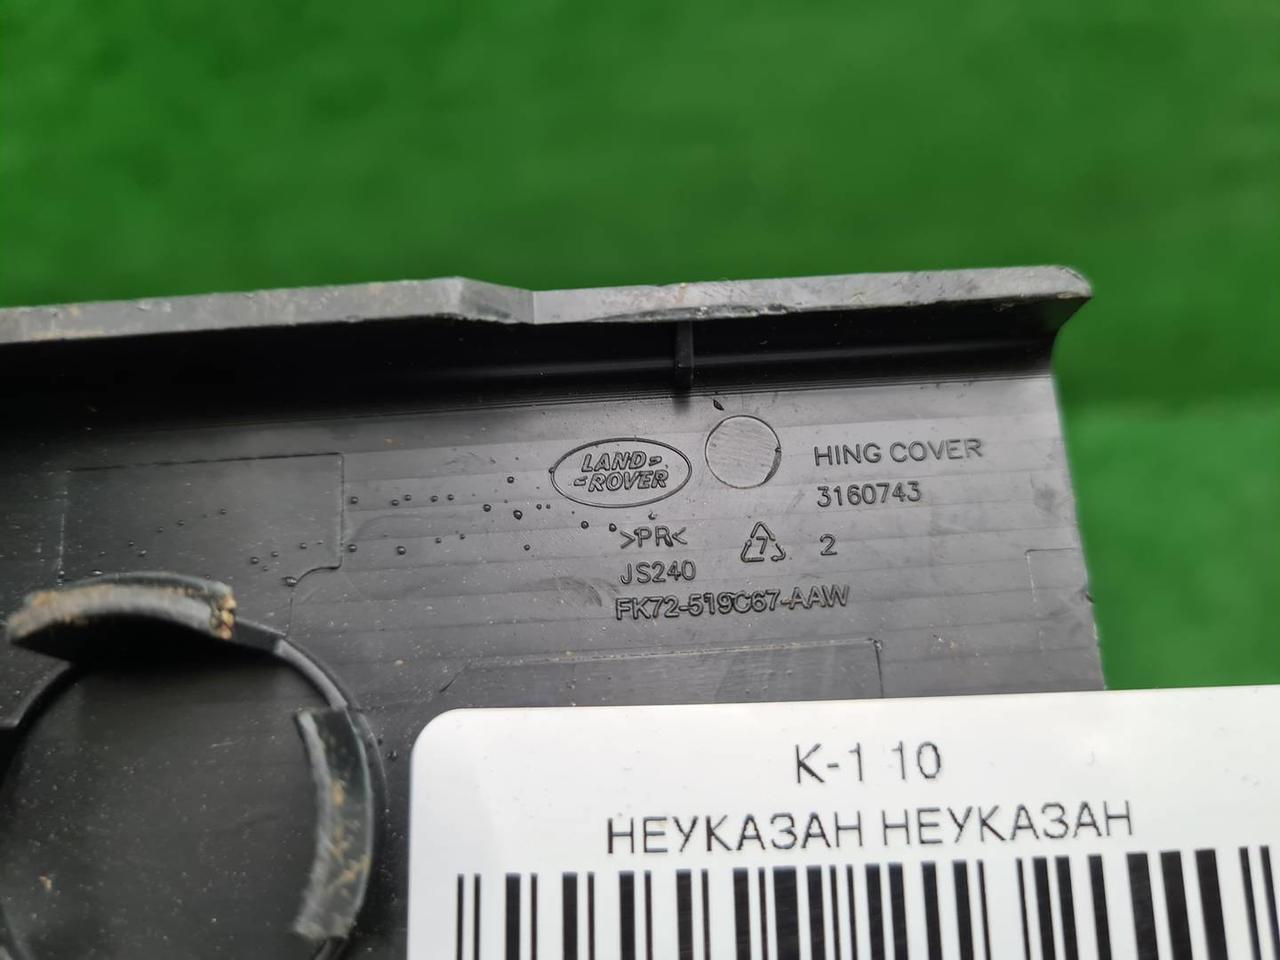 LAND
ROVER
HING COVER
3160743
>PR<
7
2
JS240
FK72-519C67-AAW
K-1 10
НЕУКАЗАН НЕУКАЗАН